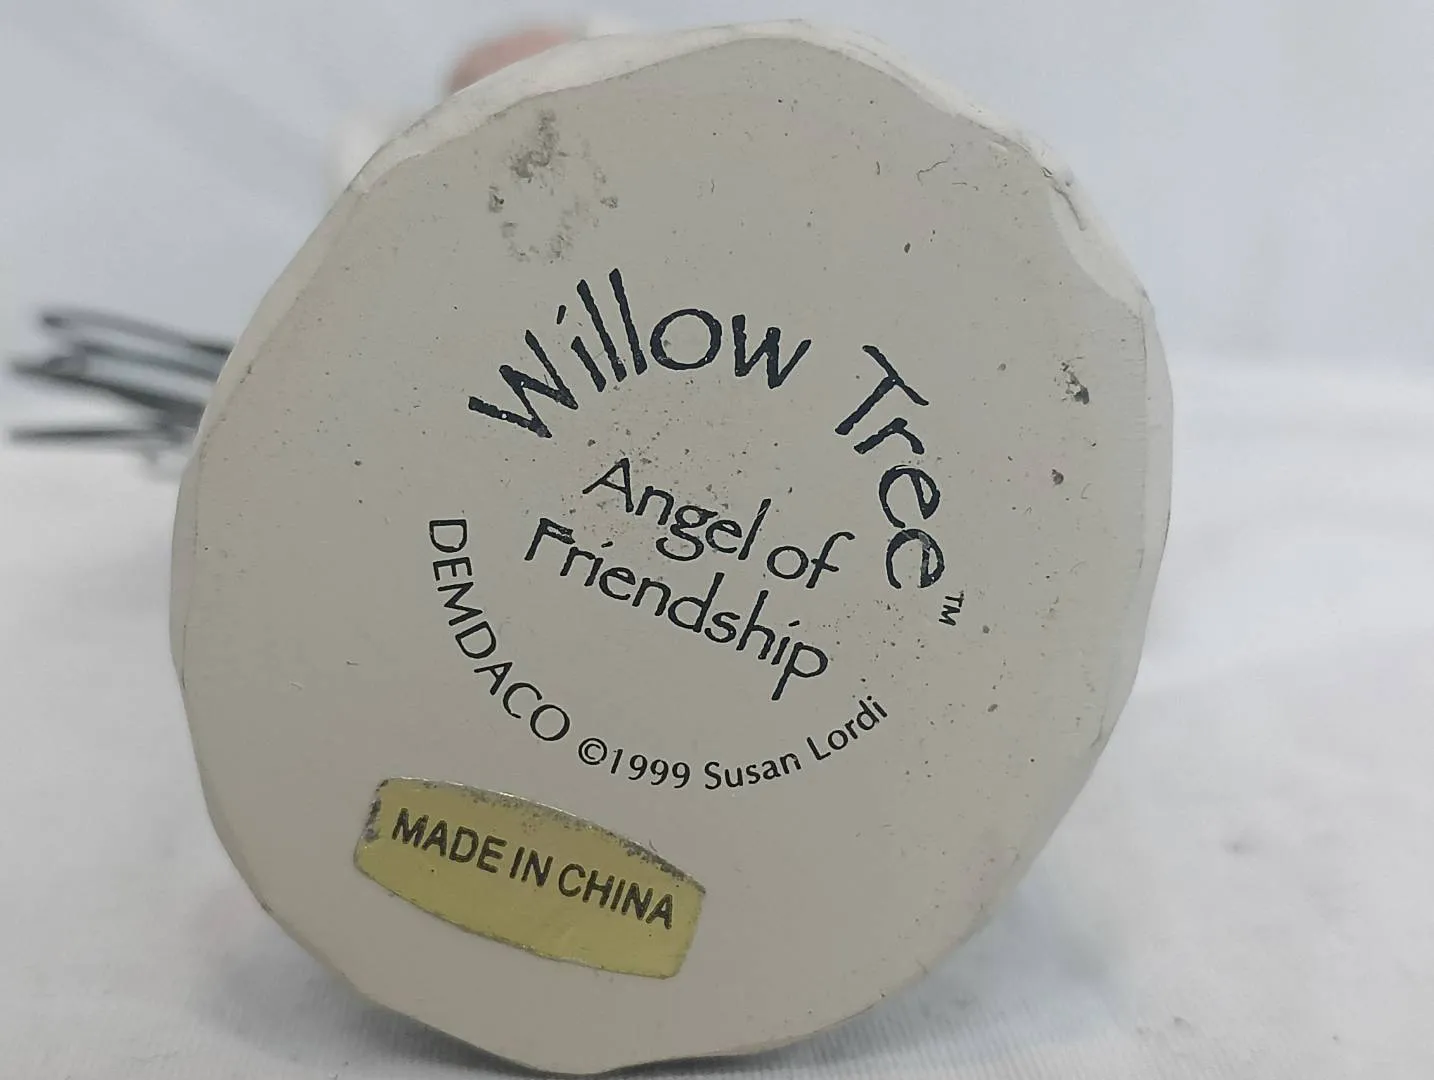 Willow Tree™
Angel of
Friendship
DEMDACO ©1999 Susan Lordi
MADE IN CHINA